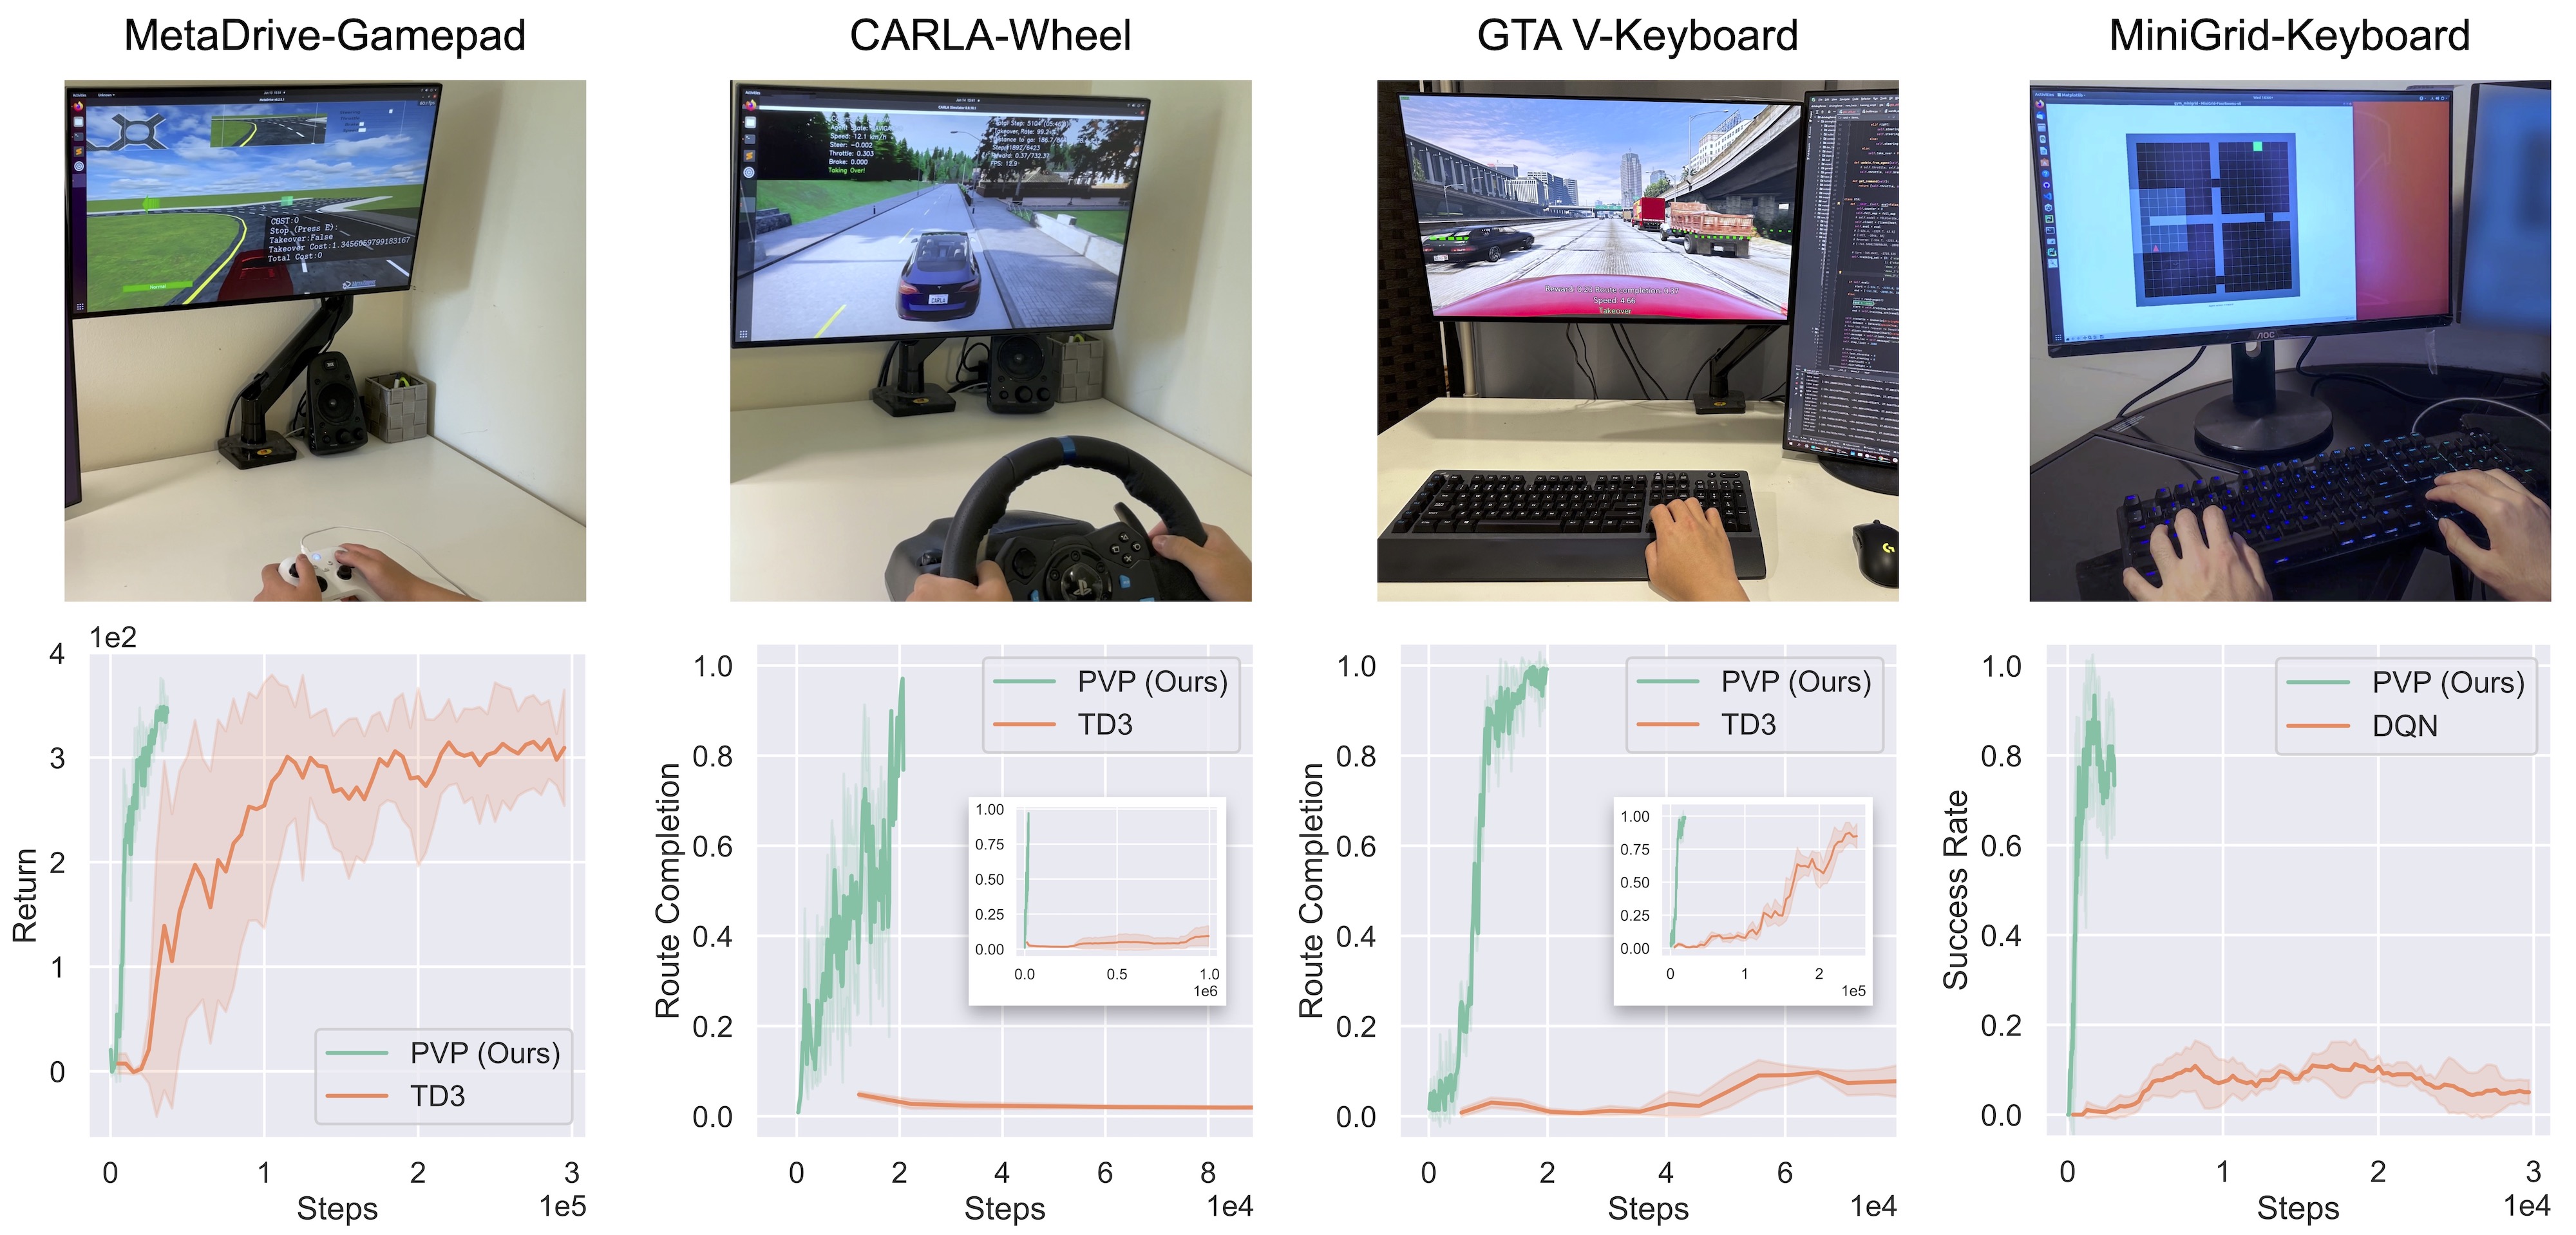 MetaDrive-Gamepad
CARLA-Wheel
GTA V-Keyboard
MiniGrid-Keyboard
COST:0
Stop (Press E):
Takeover:False
Takeover Cost:1.3456059799183167
Total Cost:0
Normal
Speed: 12.1 km/h
Steer: -0.002
Throttle: 0.303
Brake: 0.000
Taking Over!
CARLA
Speed: 4.66
Takeover
AOC
1e2
4
3
2
1
0
Return
PVP (Ours)
TD3
0
1
2
3
Steps
1e5
1.0
0.8
0.6
0.4
0.2
0.0
Route Completion
PVP (Ours)
TD3
1.00
0.75
0.50
0.25
0.00
0.0
0.5
1.0
1e6
0
2
4
6
8
Steps
1e4
1.0
0.8
0.6
0.4
0.2
0.0
Route Completion
PVP (Ours)
TD3
1.00
0.75
0.50
0.25
0.00
0
1
2
1e5
0
2
4
6
Steps
1e4
1.0
0.8
0.6
0.4
0.2
0.0
Success Rate
PVP (Ours)
DQN
0
1
2
3
Steps
1e4